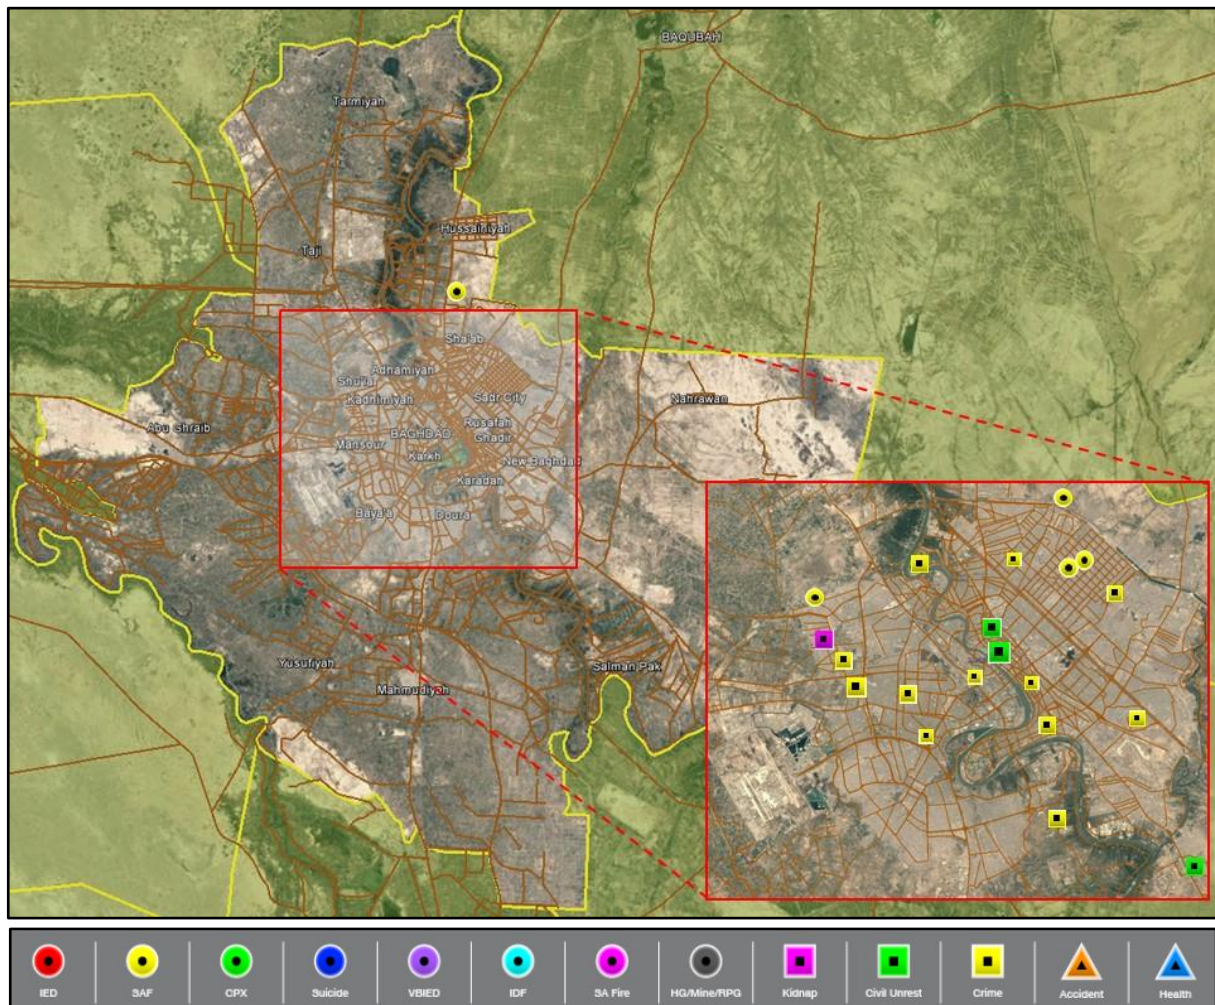 BAQUBAH
Tarmiyah
Hussainiyah
Taji
Sha'ab
Adhamiyah
Shu'la
Kadhimiyah
Sadr City
Nahrawan
Abu Ghraib
Rusafah
BAGHDAD
Ghadir
Mansour
Karkh
New Baghdad
Karadah
Baya'a
Doura
Yusufiyah
Salman Pak
Mahmudiyah
IED
SAF
CPX
Suicide
VBIED
IDF
SA Fire
HG/Mine/RPG
Kidnap
Civil Unrest
Crime
Accident
Health